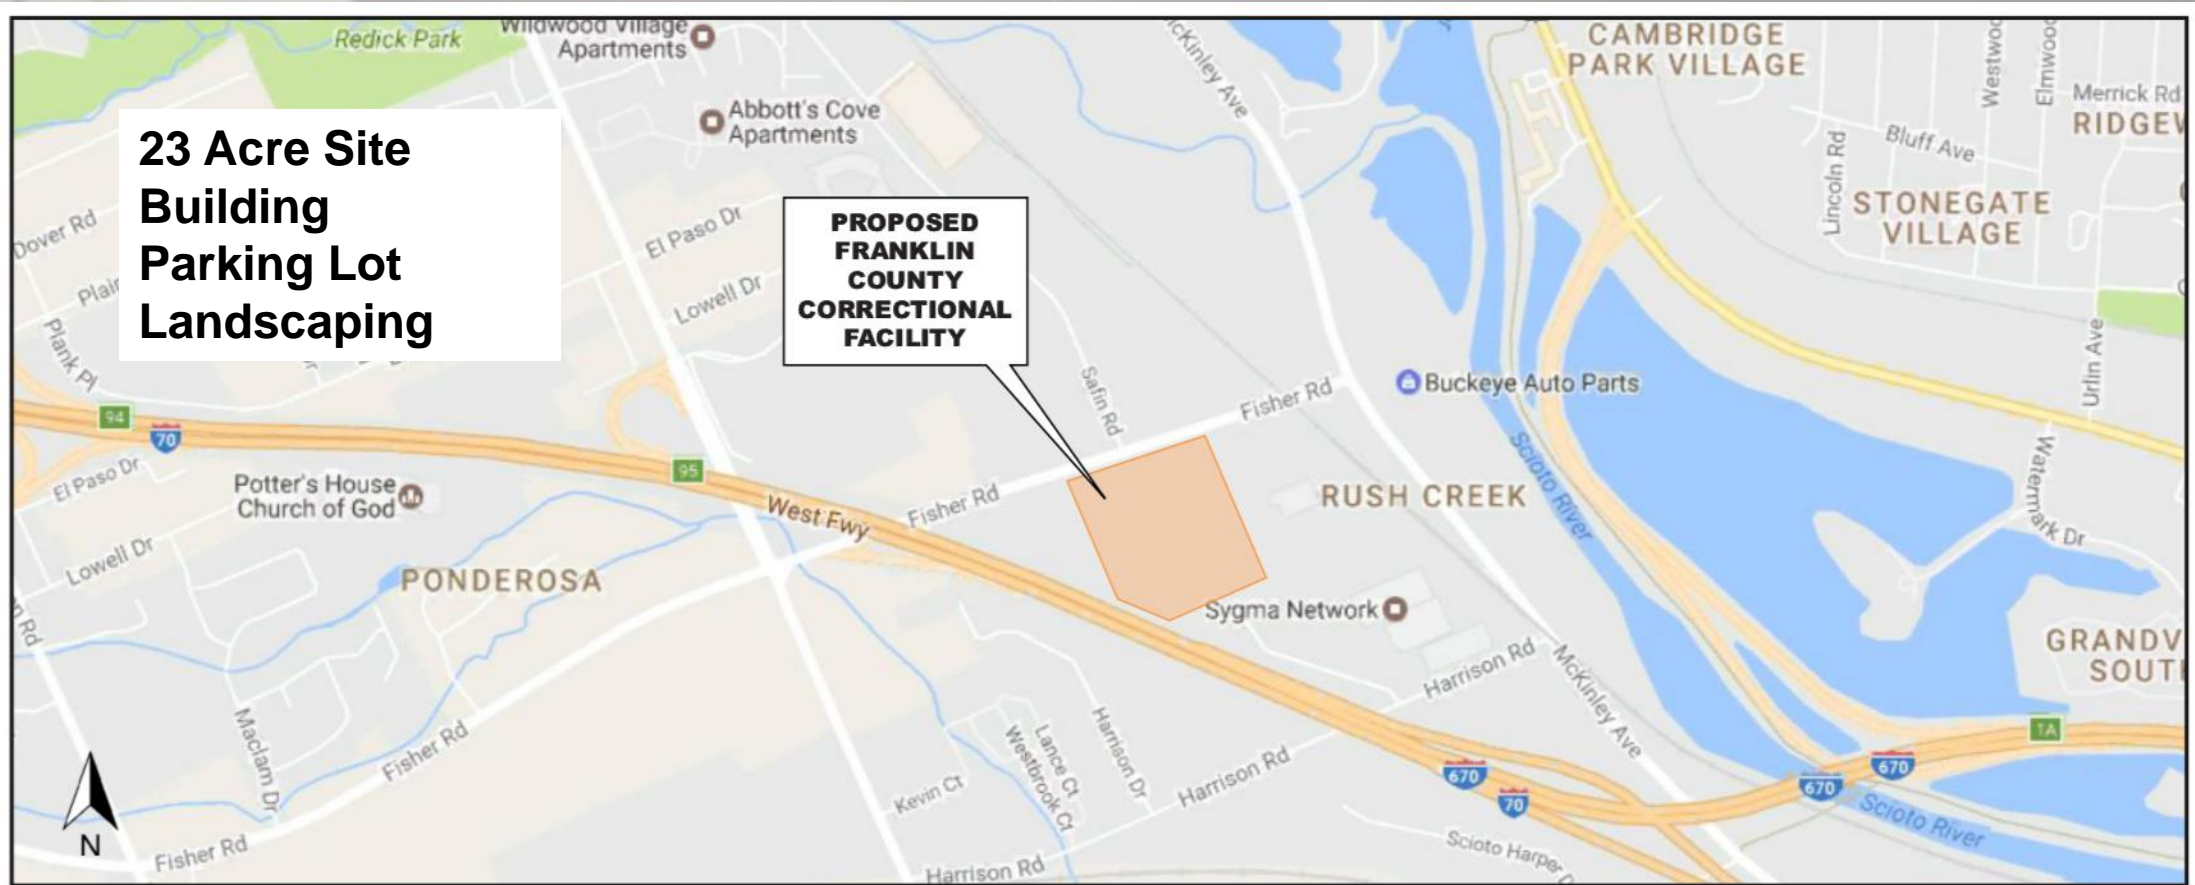 Redick Park
Wildwood Village
Apartments
CAMBRIDGE
PARK VILLAGE
McKinley Ave
Westwoo
Elmwood
Merrick Rd
RIDGEW
23 Acre Site
Building
Parking Lot
Landscaping
Abbott's Cove
Apartments
Lincoln Rd
Bluff Ave
STONEGATE
VILLAGE
Dover Rd
Plain
Plank Pl
El Paso Dr
Lowell Dr
PROPOSED
FRANKLIN
COUNTY
CORRECTIONAL
FACILITY
Safin Rd
Fisher Rd
Buckeye Auto Parts
Urlin Ave
94
70
95
El Paso Dr
Potter's House
Church of God
West Fwy
Fisher Rd
RUSH CREEK
Scioto River
Watermark Dr
Lowell Dr
PONDEROSA
Sygma Network
GRANDV
SOUTH
n Rd
Maclam Dr
Fisher Rd
Harrison Rd
McKinley Ave
Lance Ct
Westbrook Ct
Harrison Dr
Harrison Rd
Kevin Ct
670
70
670
670
1A
Scioto River
N
Fisher Rd
Harrison Rd
Scioto Harper D